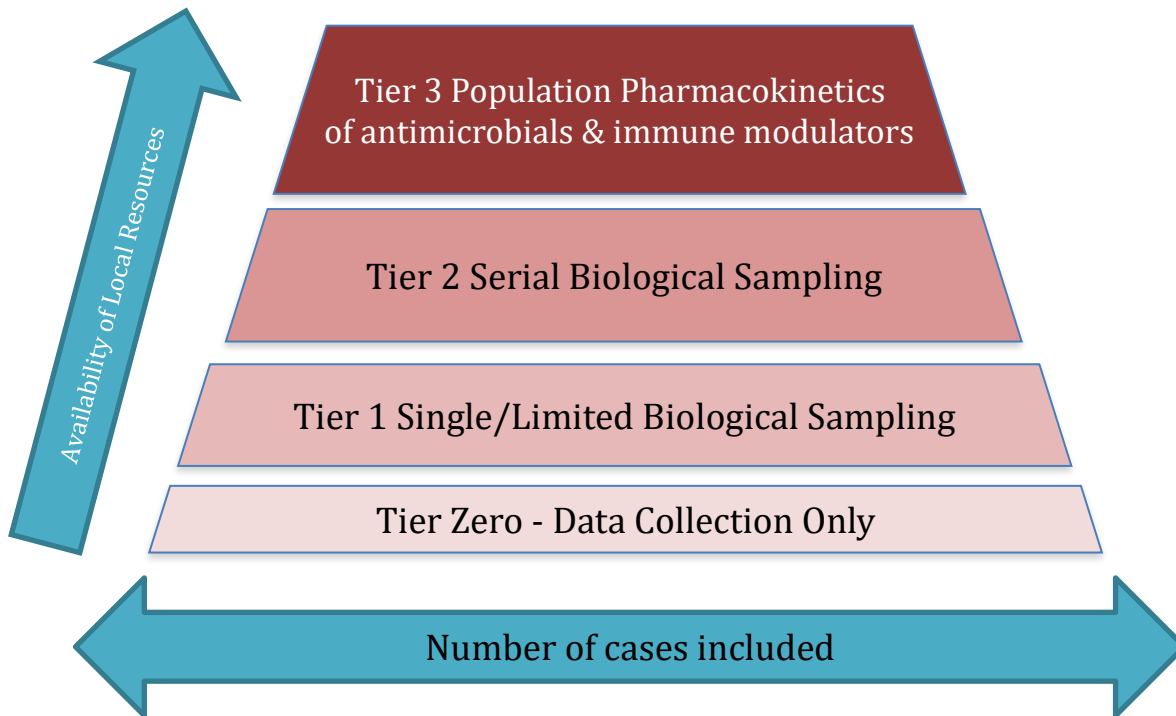 Tier 3 Population Pharmacokinetics
of antimicrobials & immune modulators
Availability of Local Resources
Tier 2 Serial Biological Sampling
Tier 1 Single/Limited Biological Sampling
Tier Zero - Data Collection Only
Number of cases included